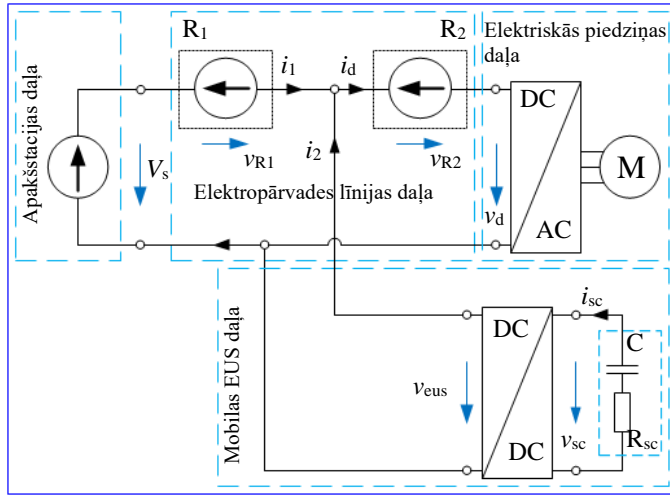 R1
R2
Elektriskās piedziņas
daļa
i1
id
DC
Apakšstacijas daļa
Vs
vR1
i2
vR2
M
Elektropārvades līnijas daļa
vd
AC
isc
DC
C
Mobilas EUS daļa
veus
vsc
Rsc
DC